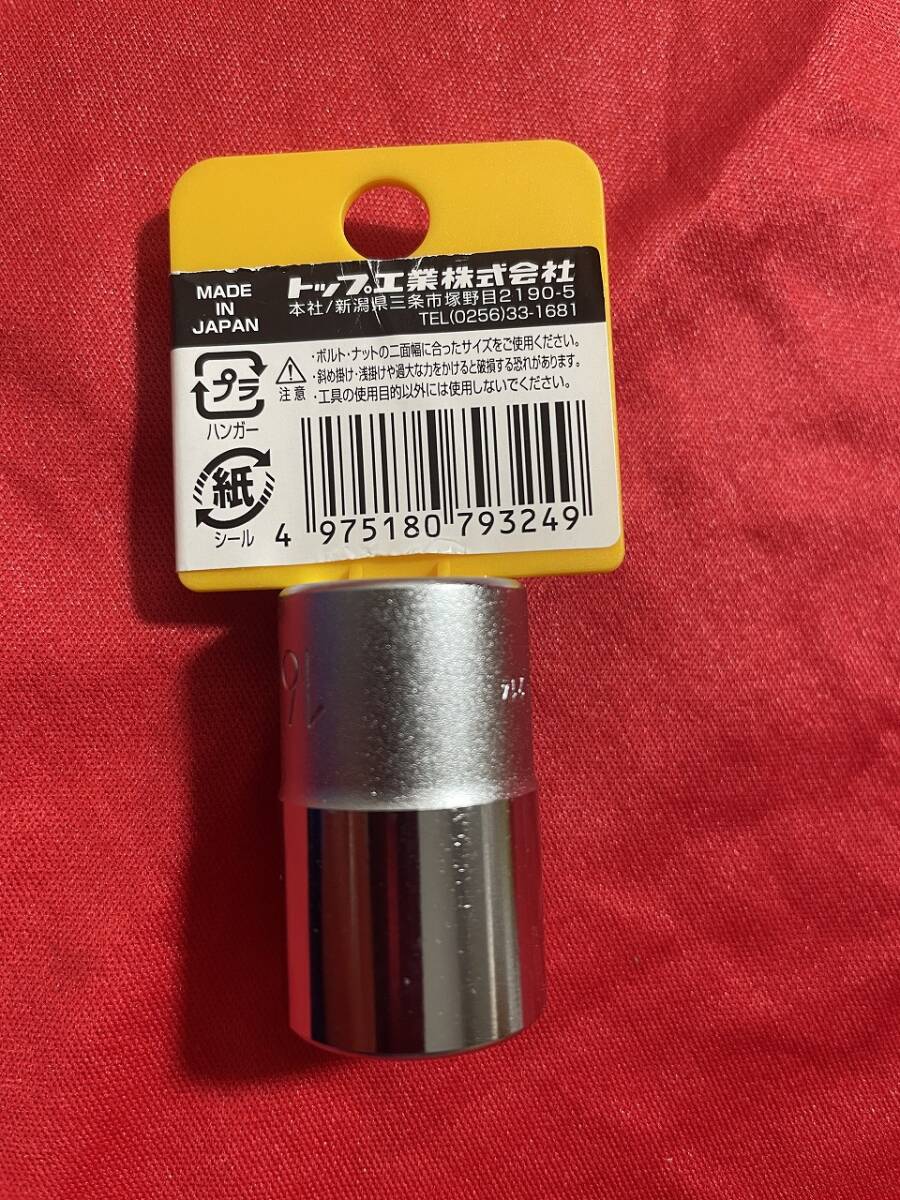 MADE
IN
JAPAN
トップ工業株式会社
本社/新潟県三条市塚野目2190-5
TEL(0256)33-1681
プラ
ハンガー
注意
・ボルト・ナットの二面幅に合ったサイズをご使用ください。
・斜め掛け・浅掛けや過大な力をかけると破損する恐れがあります。
・工具の使用目的以外には使用しないでください。
紙
シール
4 975180 793249